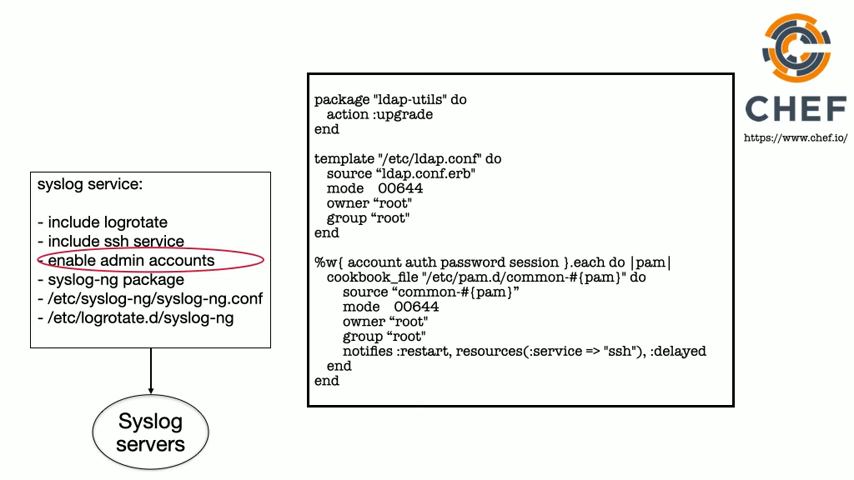 syslog service:
- include logrotate
- include ssh service
- enable admin accounts
- syslog-ng package
- /etc/syslog-ng/syslog-ng.conf
- /etc/logrotate.d/syslog-ng
Syslog
servers
package "ldap-utils" do
action :upgrade
end
template "/etc/ldap.conf" do
source “ldap.conf.erb"
mode 00644
owner “root"
group “root"
end
%w{ account auth password session }.each do |pam|
cookbook_file "/etc/pam.d/common-#{pam}" do
source “common-#{pam}”
mode 00644
owner “root"
group “root"
notifies :restart, resources(:service => "ssh"), :delayed
end
end
CHEF
https://www.chef.io/